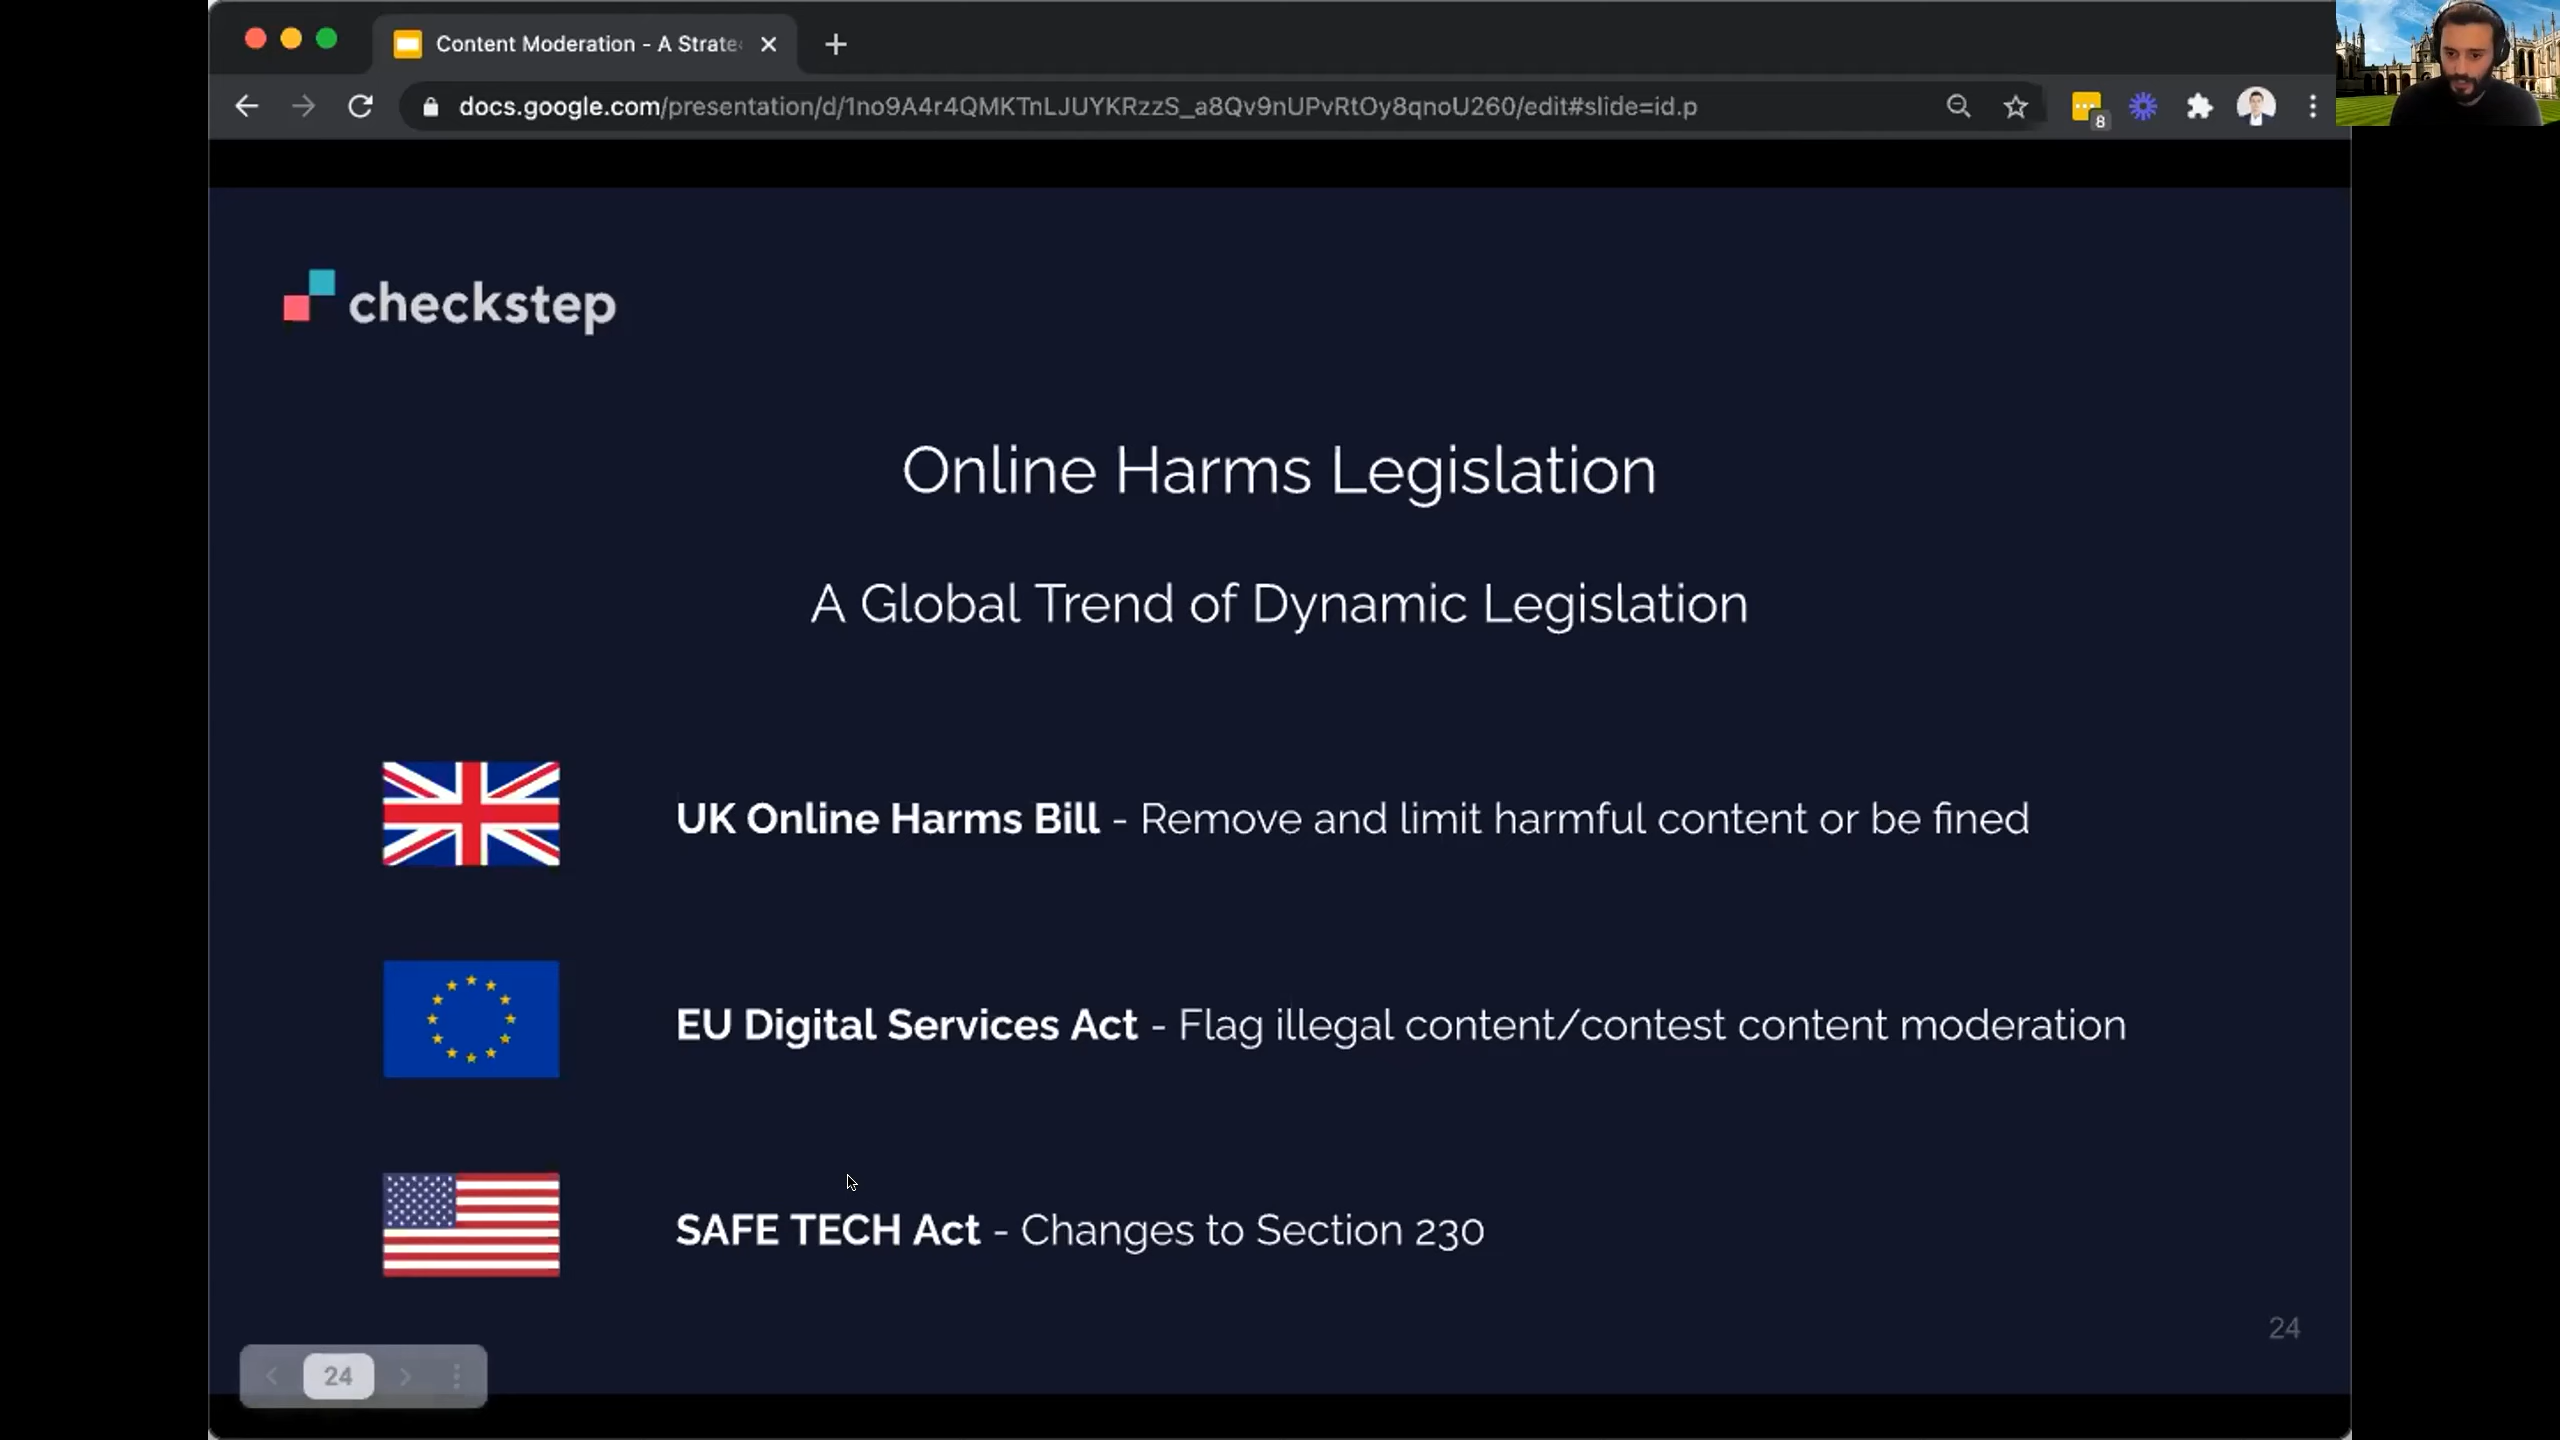 Content Moderation - A Strate
docs.google.com/presentation/d/1no9A4r4QMKTnLJUYKRzzS_a8Qv9nUPvRtOy8qnoU260/edit#slide=id.p
8
checkstep
Online Harms Legislation
A Global Trend of Dynamic Legislation
UK Online Harms Bill - Remove and limit harmful content or be fined
EU Digital Services Act - Flag illegal content/contest content moderation
SAFE TECH Act - Changes to Section 230
24
24